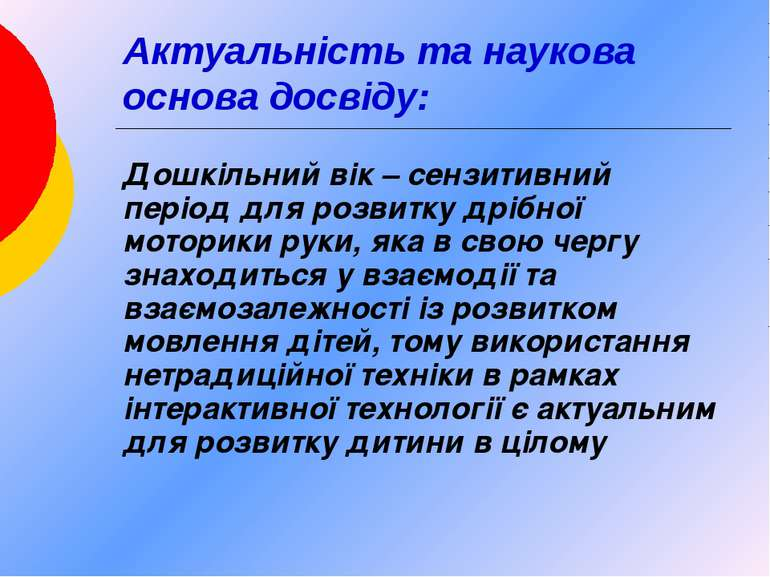 Актуальність та наукова
основа досвіду:
Дошкільний вік – сензитивний
період для розвитку дрібної
моторики руки, яка в свою чергу
знаходиться у взаємодії та
взаємозалежності із розвитком
мовлення дітей, тому використання
нетрадиційної техніки в рамках
інтерактивної технології є актуальним
для розвитку дитини в цілому